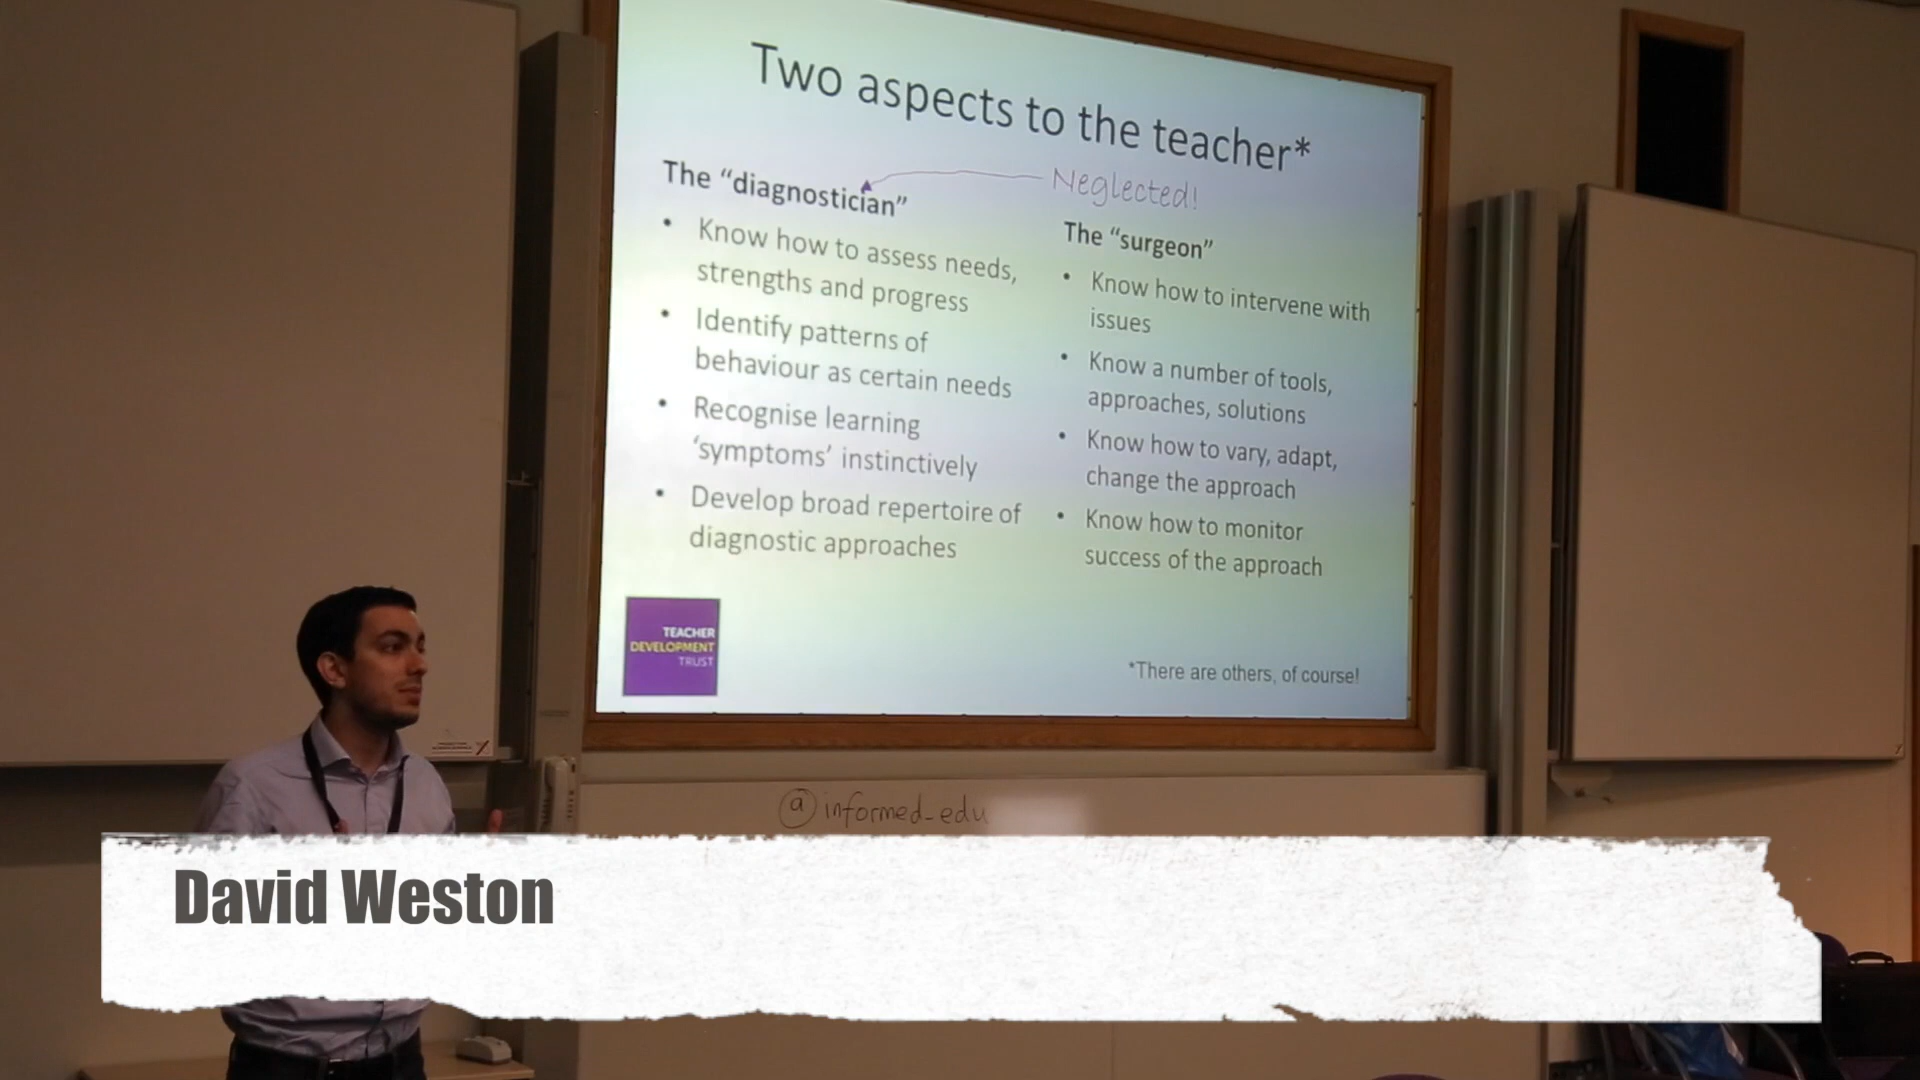 Two aspects to the teacher*
The “diagnostician”
Neglected!
• Know how to assess needs,
strengths and progress
• Identify patterns of
behaviour as certain needs
• Recognise learning
‘symptoms’ instinctively
• Develop broad repertoire of
diagnostic approaches
The “surgeon”
• Know how to intervene with
issues
• Know a number of tools,
approaches, solutions
• Know how to vary, adapt,
change the approach
• Know how to monitor
success of the approach
TEACHER
DEVELOPMENT
TRUST
*There are others, of course!
@informed_edu
David Weston